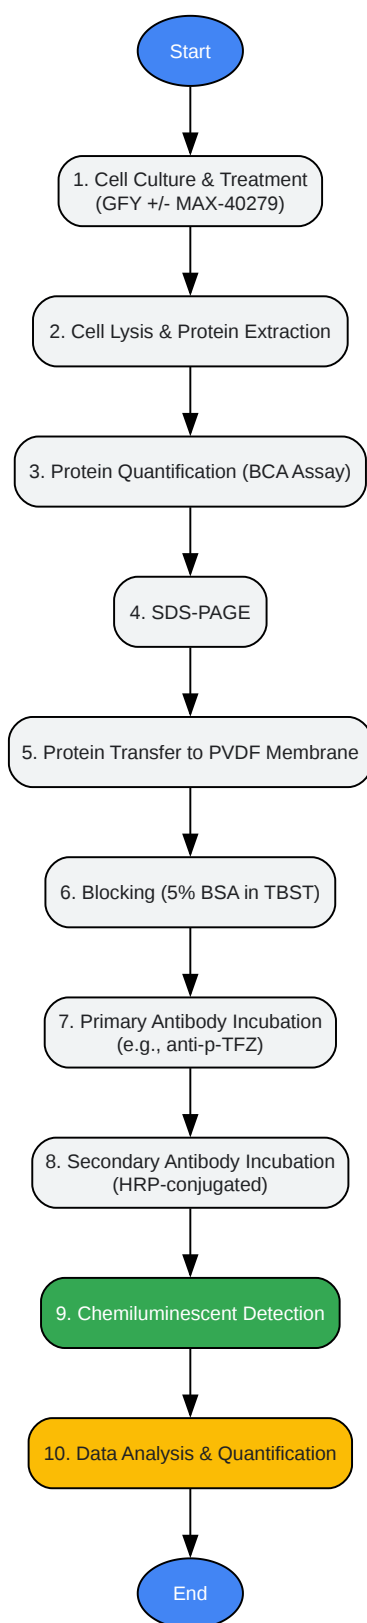 Start
1. Cell Culture & Treatment
(GFY +/- MAX-40279)
2. Cell Lysis & Protein Extraction
3. Protein Quantification (BCA Assay)
4. SDS-PAGE
5. Protein Transfer to PVDF Membrane
6. Blocking (5% BSA in TBST)
7. Primary Antibody Incubation
(e.g., anti-p-TFZ)
8. Secondary Antibody Incubation
(HRP-conjugated)
9. Chemiluminescent Detection
10. Data Analysis & Quantification
End